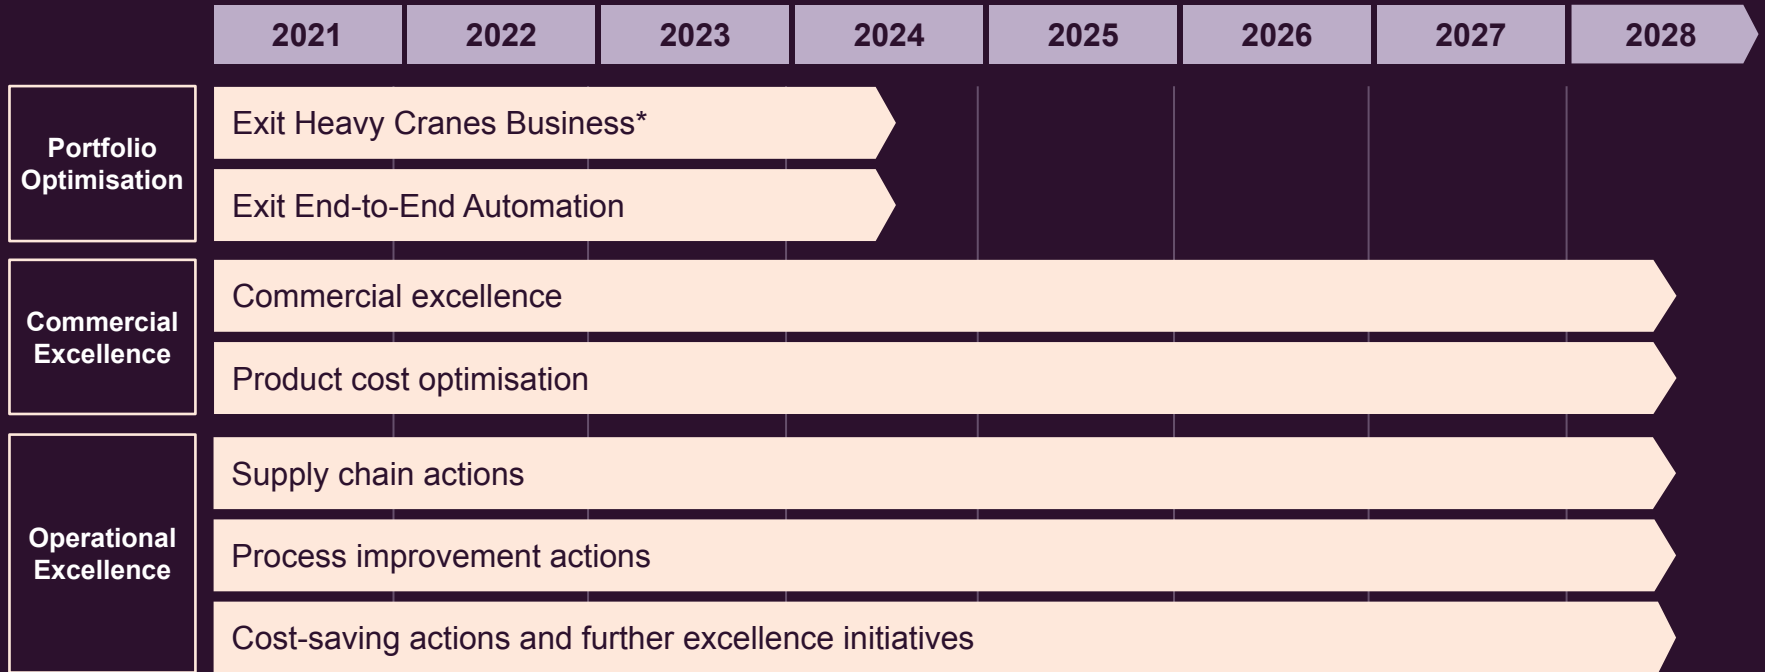 2021 2022 2023 2024 2025 2026 2027 2028
Portfolio
Optimisation
Exit Heavy Cranes Business*
Exit End-to-End Automation
Commercial
Excellence
Commercial excellence
Product cost optimisation
Operational
Excellence
Supply chain actions
Process improvement actions
Cost-saving actions and further excellence initiatives